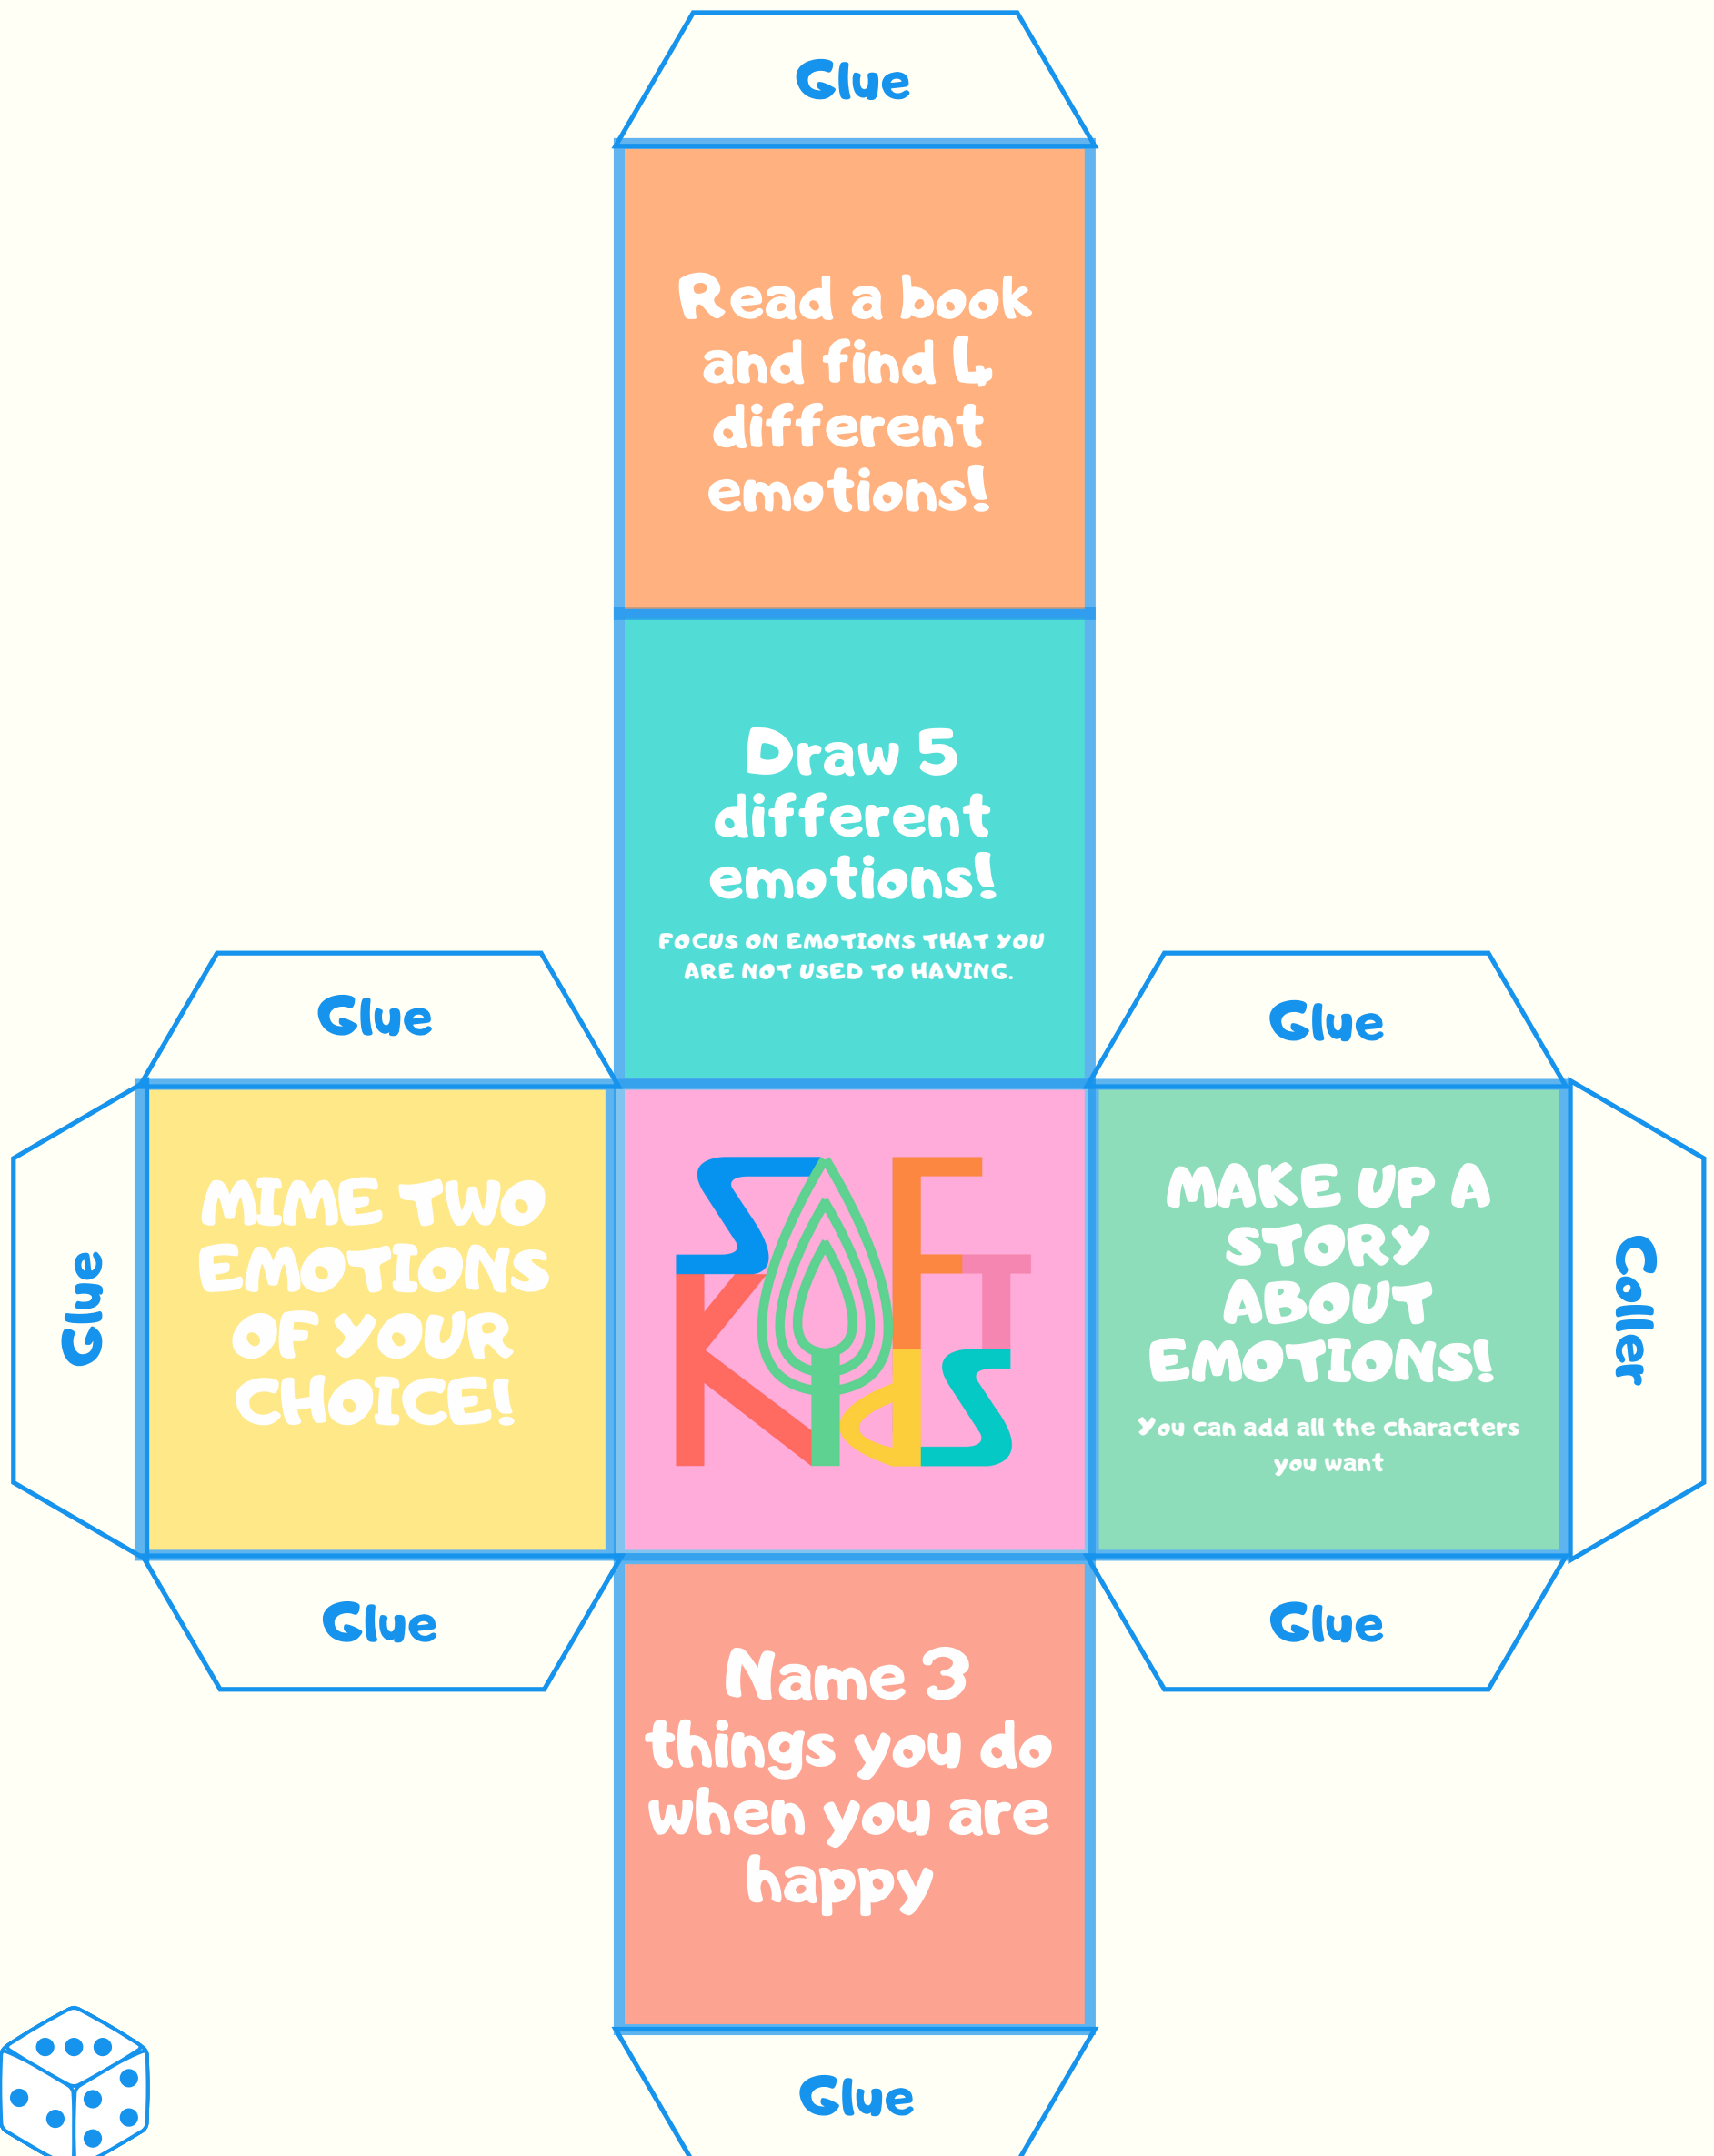 Glue
Read a book
and find 4
different
emotions!
Draw 5
different
emotions!
FOCUS ON EMOTIONS THAT YOU
ARE NOT USED TO HAVING.
Glue
Glue
Glue
MIME TWO
EMOTIONS
OF YOUR
CHOICE!
SAFT
KIdS
MAKE UP A
STORY
ABOUT
EMOTIONS!
You can add all the characters
you want
Coller
Glue
Glue
Name 3
things you do
when you are
happy
Glue